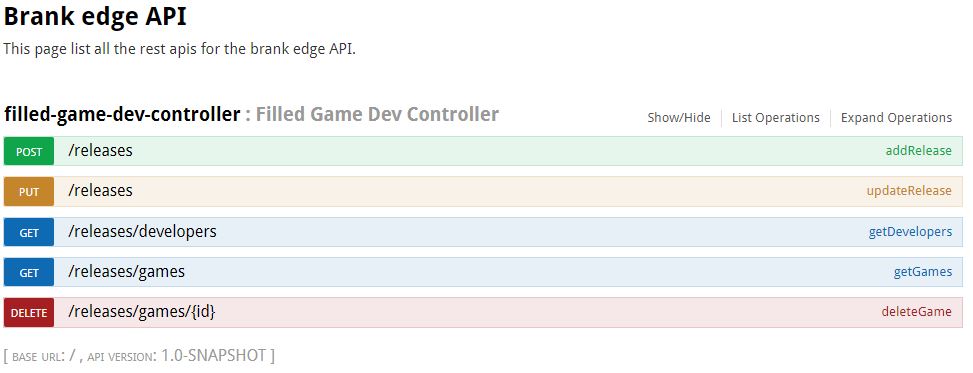 Brank edge API
This page list all the rest apis for the brank edge API.
filled-game-dev-controller : Filled Game Dev Controller Show/Hide List Operations Expand Operations
POST /releases addRelease
PUT /releases updateRelease
GET /releases/developers getDevelopers
GET /releases/games getGames
DELETE /releases/games/{id} deleteGame
[ BASE URL: / , API VERSION: 1.0-SNAPSHOT ]